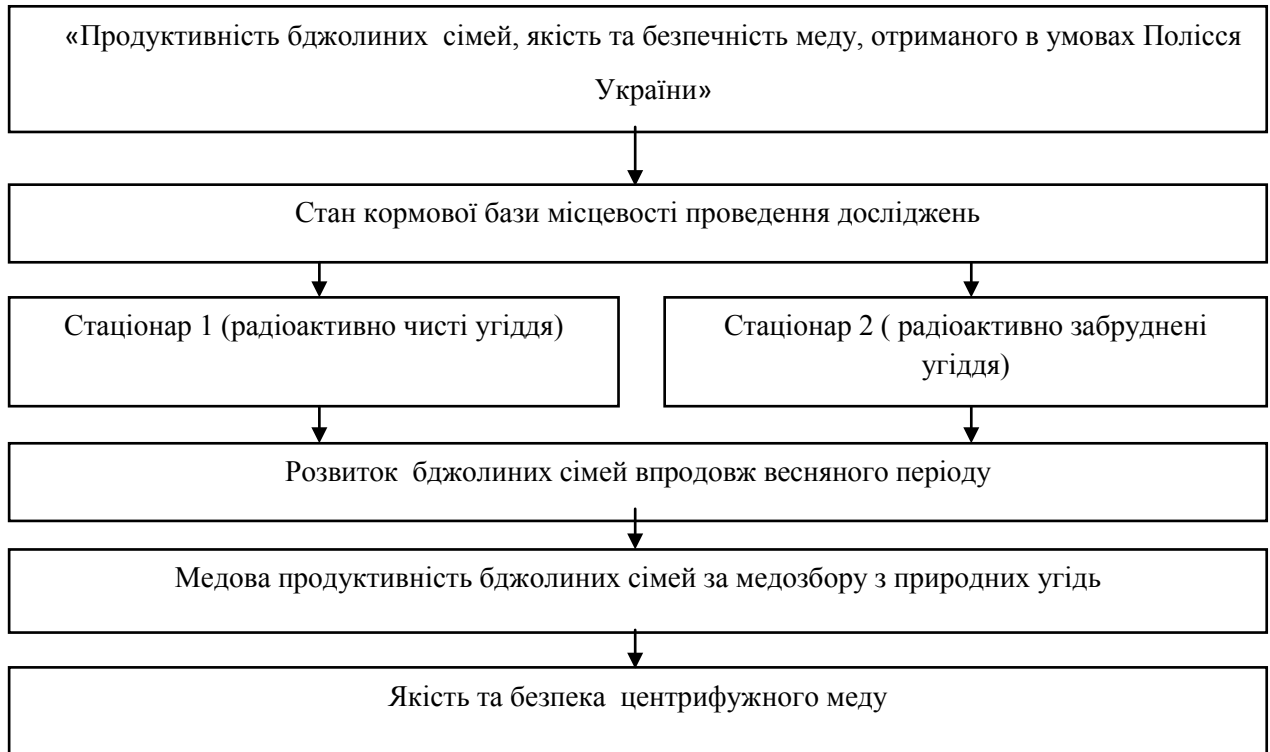 «Продуктивність бджолиних сімей, якість та безпечність меду, отриманого в умовах Полісся
України»
Стан кормової бази місцевості проведення досліджень
Стаціонар 1 (радіоактивно чисті угіддя)
Стаціонар 2 ( радіоактивно забруднені
угіддя)
Розвиток бджолиних сімей впродовж весняного періоду
Медова продуктивність бджолиних сімей за медозбору з природних угідь
Якість та безпека центрифужного меду